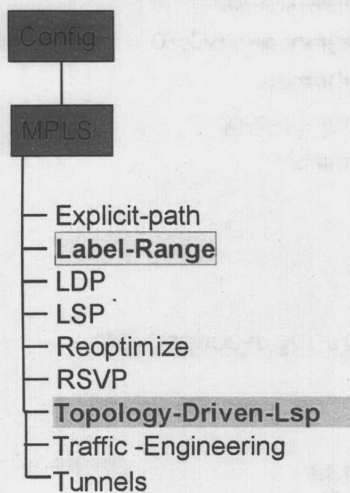 Config
MPLS
Explicit-path
Label-Range
LDP
LSP
Reoptimize
RSVP
Topology-Driven-Lsp
Traffic -Engineering
Tunnels